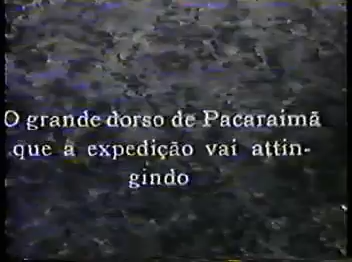 O grande dorso de Pacaraimã
que a expedição vai attin-
gindo